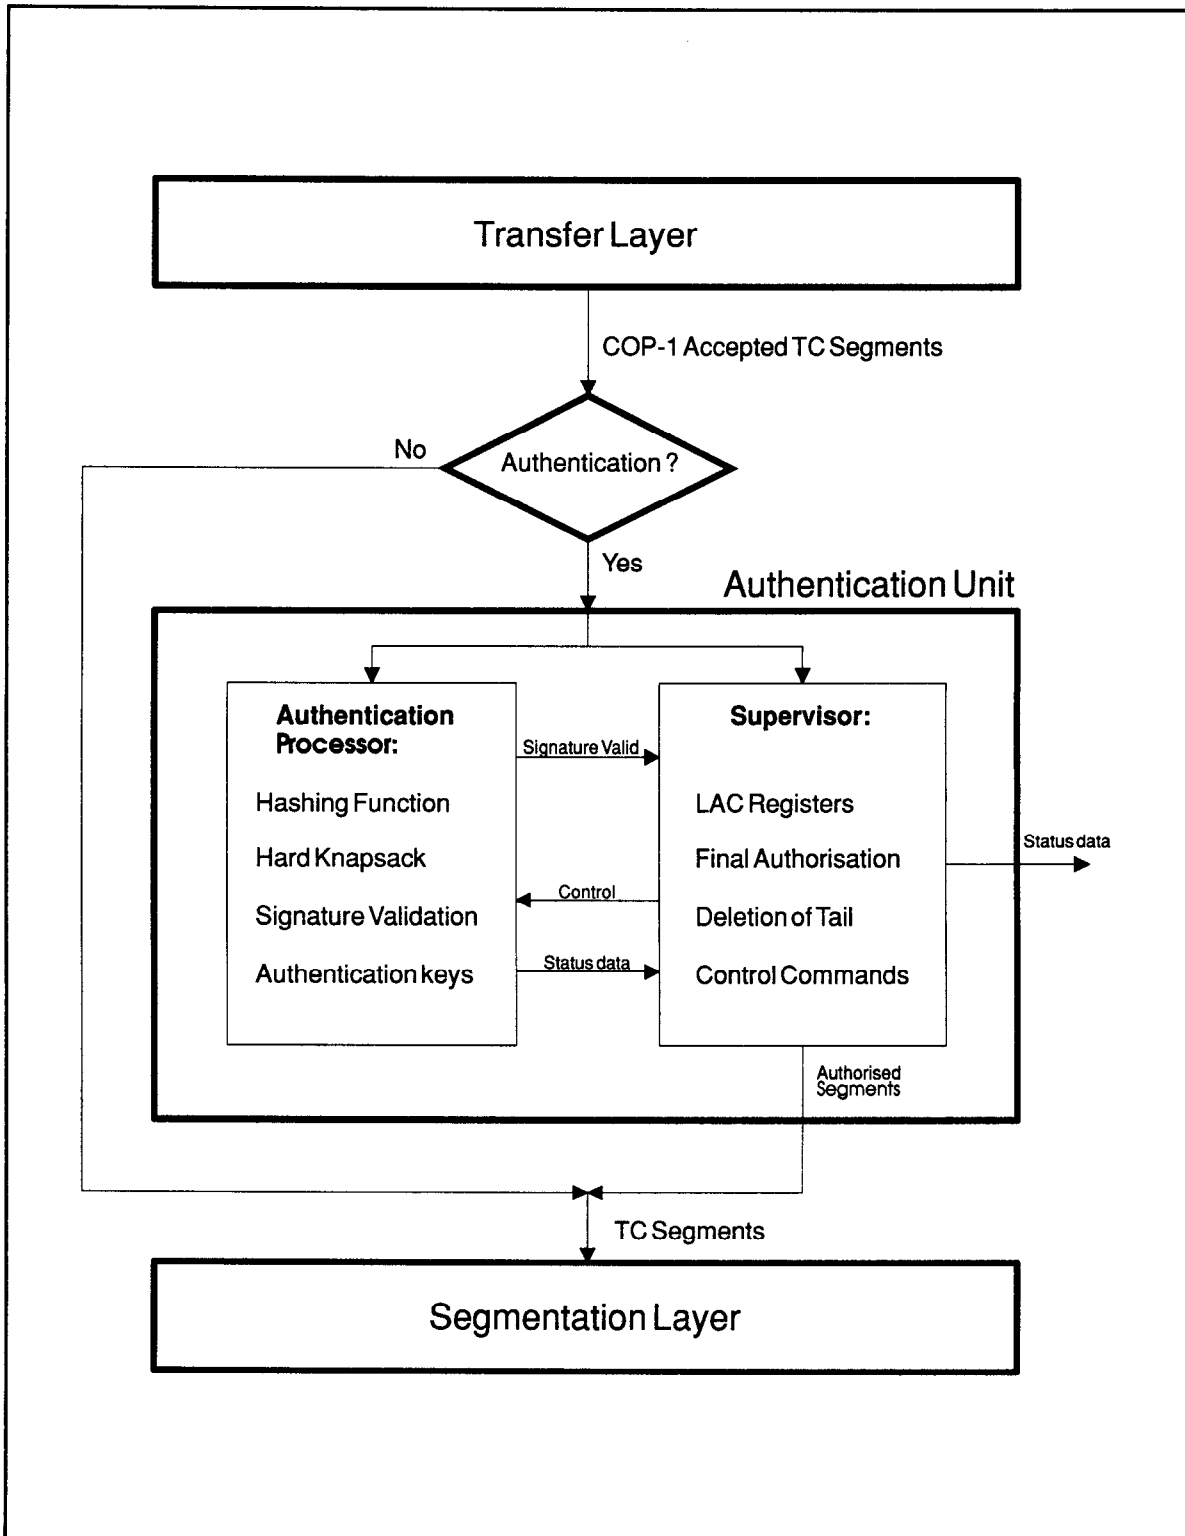 Transfer Layer
COP-1 Accepted TC Segments
No
Authentication ?
Yes
Authentication Unit
Authentication
Processor:
Hashing Function
Hard Knapsack
Signature Validation
Authentication keys
Signature Valid
Control
Status data
Supervisor:
LAC Registers
Final Authorisation
Deletion of Tail
Control Commands
Status data
Authorised
Segments
TC Segments
Segmentation Layer